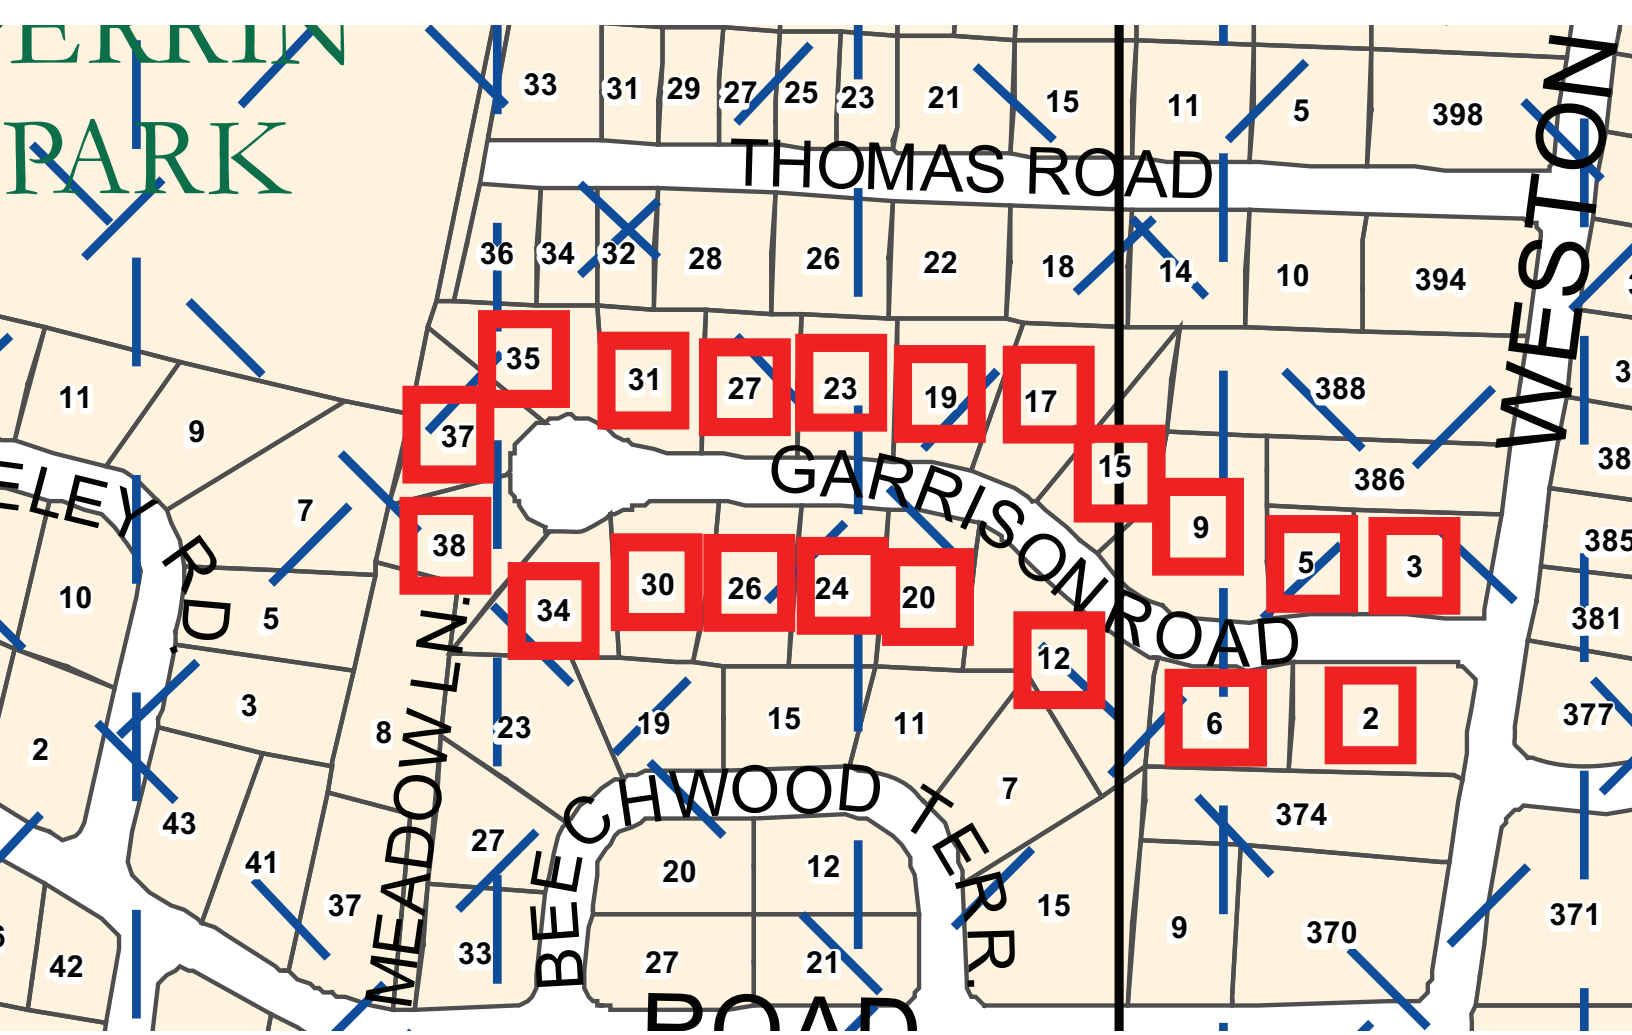 PARK
33 31 29 27 25 23 21 15 11 5 398
THOMAS ROAD
WESTON
36 34 32 28 26 22 18 14 10 394
35 31 27 23 19 17 388
11 9 37
GARRISON ROAD
15 386
7 38 9 5 3 385
10 5 34 30 26 24 20 381
RD.
12
3 8 23 19 15 11 6 2 377
2
MEADOW LN.
BEECHWOOD TERR.
7 374
43 41 27 20 12
37 15 9 370 371
42 33 27 21
ROAD